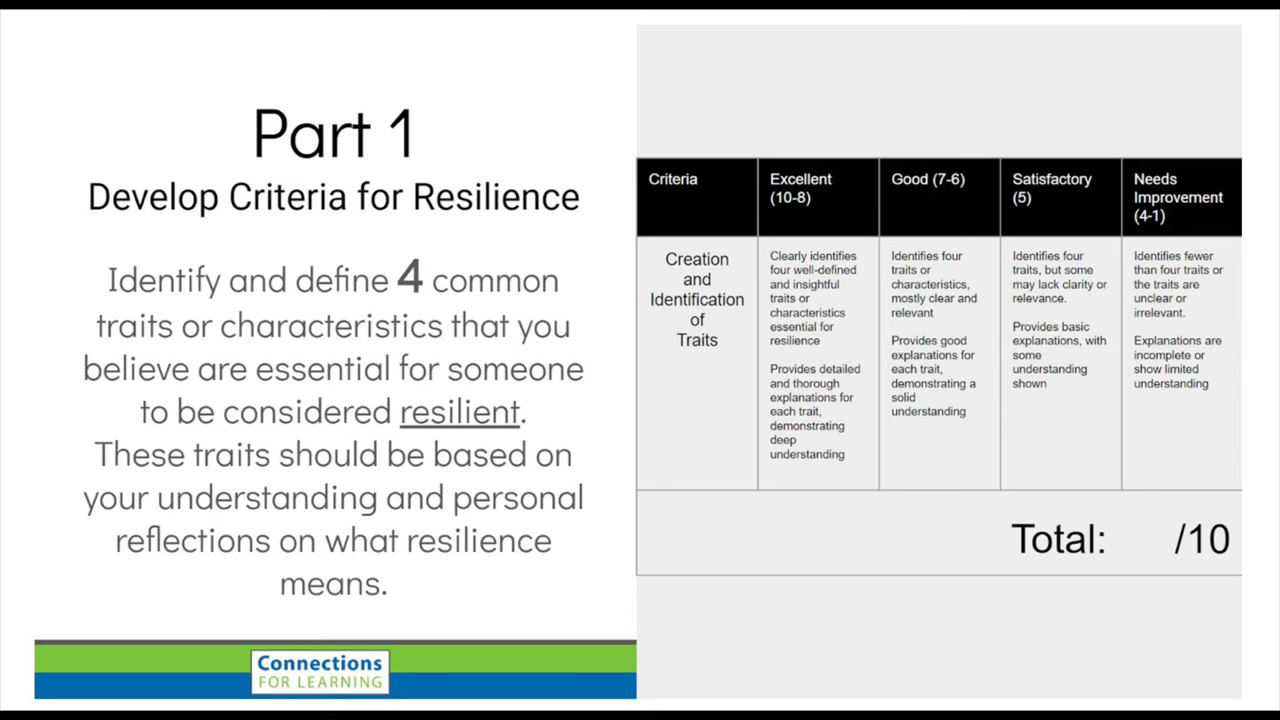 Part 1
Develop Criteria for Resilience
Identify and define 4 common
traits or characteristics that you
believe are essential for someone
to be considered resilient.
These traits should be based on
your understanding and personal
reflections on what resilience
means.
Connections
FOR LEARNING
Criteria
Excellent
(10-8)
Good (7-6)
Satisfactory
(5)
Needs
Improvement
(4-1)
Creation
and
Identification
of
Traits
Clearly identifies
four well-defined
and insightful
traits or
characteristics
essential for
resilience
Provides detailed
and thorough
explanations for
each trait,
demonstrating
deep
understanding
Identifies four
traits or
characteristics,
mostly clear and
relevant
Provides good
explanations for
each trait,
demonstrating a
solid
understanding
Identifies four
traits, but some
may lack clarity or
relevance.
Provides basic
explanations, with
some
understanding
shown
Identifies fewer
than four traits or
the traits are
unclear or
irrelevant.
Explanations are
incomplete or
show limited
understanding
Total: /10